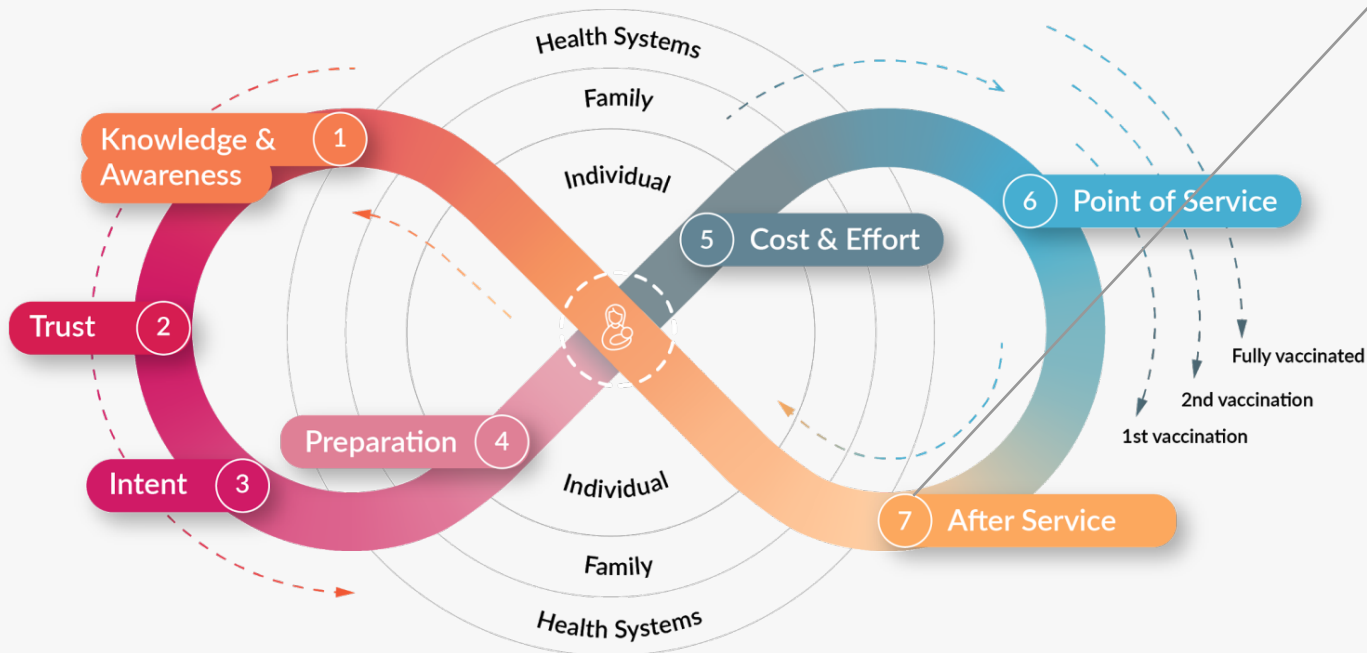 Health Systems
Family
Individual
Knowledge &
Awareness
1
Trust
2
Intent
3
Preparation
4
5
Cost & Effort
6
Point of Service
Fully vaccinated
2nd vaccination
1st vaccination
7
After Service
Individual
Family
Health Systems